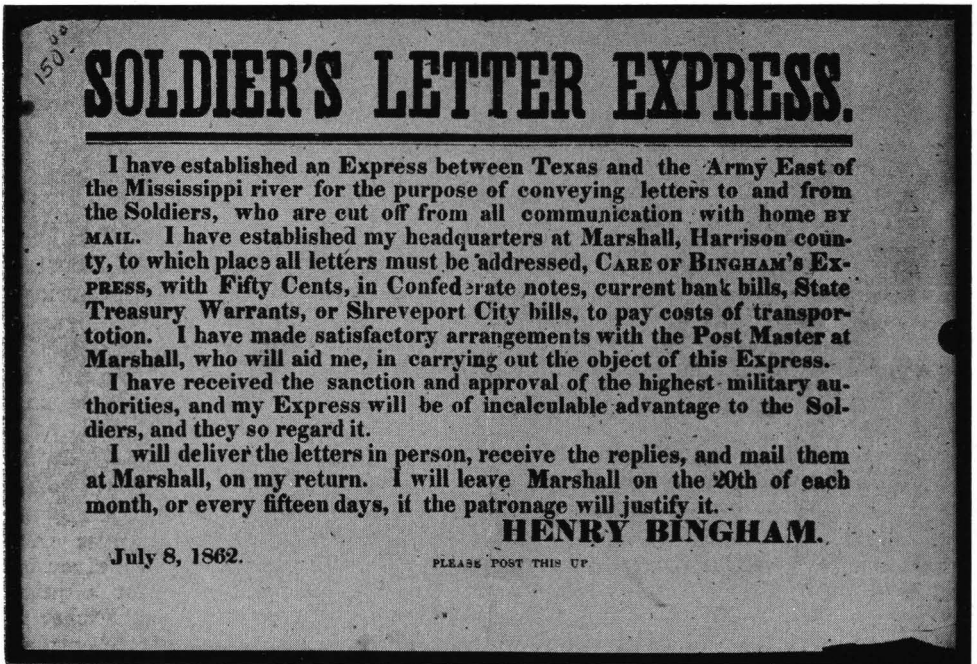 150.00
SOLDIER'S LETTER EXPRESS.
I have established an Express between Texas and the Army East of
the Mississippi river for the purpose of conveying letters to and from
the Soldiers, who are cut off from all communication with home BY
MAIL. I have established my headquarters at Marshall, Harrison coun-
ty, to which place all letters must be addressed, CARE OF BINGHAM'S EX-
PRESS, with Fifty Cents, in Confederate notes, current bank bills, State
Treasury Warrants, or Shreveport City bills, to pay costs of transpor-
totion. I have made satisfactory arrangements with the Post Master at
Marshall, who will aid me, in carrying out the object of this Express.
I have received the sanction and approval of the highest military au-
thorities, and my Express will be of incalculable advantage to the Sol-
diers, and they so regard it.
I will deliver the letters in person, receive the replies, and mail them
at Marshall, on my return. I will leave Marshall on the 20th of each
month, or every fifteen days, if the patronage will justify it.
HENRY BINGHAM.
July 8, 1862.
PLEASE POST THIS UP